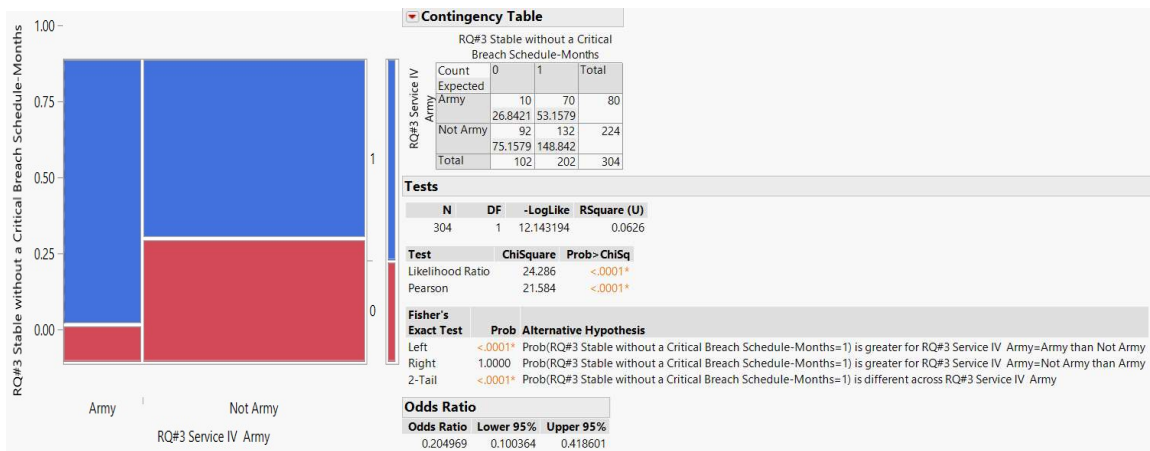 RQ#3 Stable without a Critical Breach Schedule-Months
1.00
0.75
0.50
0.25
0.00
1
0
Army
Not Army
RQ#3 Service IV Army
Contingency Table
RQ#3 Stable without a Critical
Breach Schedule-Months
RQ#3 Service IV
Army
Count 0 1 Total
Expected
Army 10 70 80
26.8421 53.1579
Not Army 92 132 224
75.1579 148.842
Total 102 202 304
Tests
N DF -LogLike RSquare (U)
304 1 12.143194 0.0626
Test ChiSquare Prob>ChiSq
Likelihood Ratio 24.286 <.0001*
Pearson 21.584 <.0001*
Fisher's
Exact Test Prob Alternative Hypothesis
Left <.0001* Prob(RQ#3 Stable without a Critical Breach Schedule-Months=1) is greater for RQ#3 Service IV Army=Army than Not Army
Right 1.0000 Prob(RQ#3 Stable without a Critical Breach Schedule-Months=1) is greater for RQ#3 Service IV Army=Not Army than Army
2-Tail <.0001* Prob(RQ#3 Stable without a Critical Breach Schedule-Months=1) is different across RQ#3 Service IV Army
Odds Ratio
Odds Ratio Lower 95% Upper 95%
0.204969 0.100364 0.418601